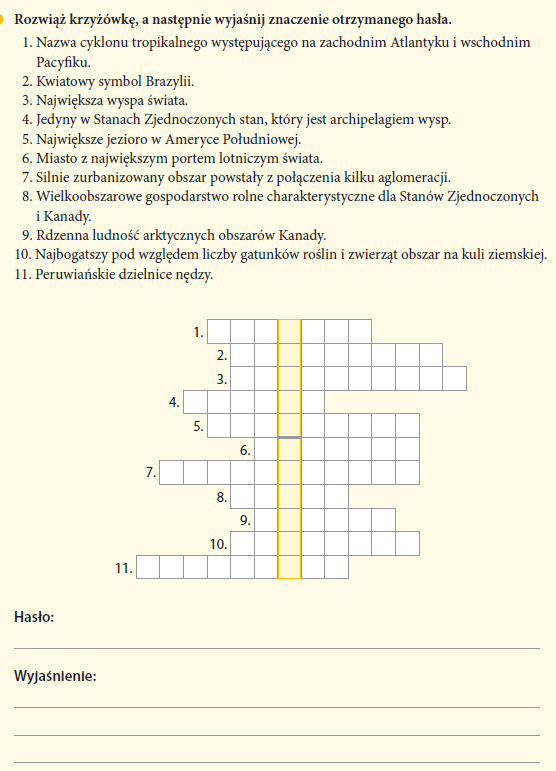 Rozwiąż krzyżówkę, a następnie wyjaśnij znaczenie otrzymanego hasła.
1. Nazwa cyklonu tropikalnego występującego na zachodnim Atlantyku i wschodnim
Pacyfiku.
2. Kwiatowy symbol Brazylii.
3. Największa wyspa świata.
4. Jedyny w Stanach Zjednoczonych stan, który jest archipelagiem wysp.
5. Największe jezioro w Ameryce Południowej.
6. Miasto z największym portem lotniczym świata.
7. Silnie zurbanizowany obszar powstały z połączenia kilku aglomeracji.
8. Wielkoobszarowe gospodarstwo rolne charakterystyczne dla Stanów Zjednoczonych
i Kanady.
9. Rdzenna ludność arktycznych obszarów Kanady.
10. Najbogatszy pod względem liczby gatunków roślin i zwierząt obszar na kuli ziemskiej.
11. Peruwiańskie dzielnice nędzy.
1.
2.
3.
4.
5.
6.
7.
8.
9.
10.
11.
Hasło:
Wyjaśnienie: